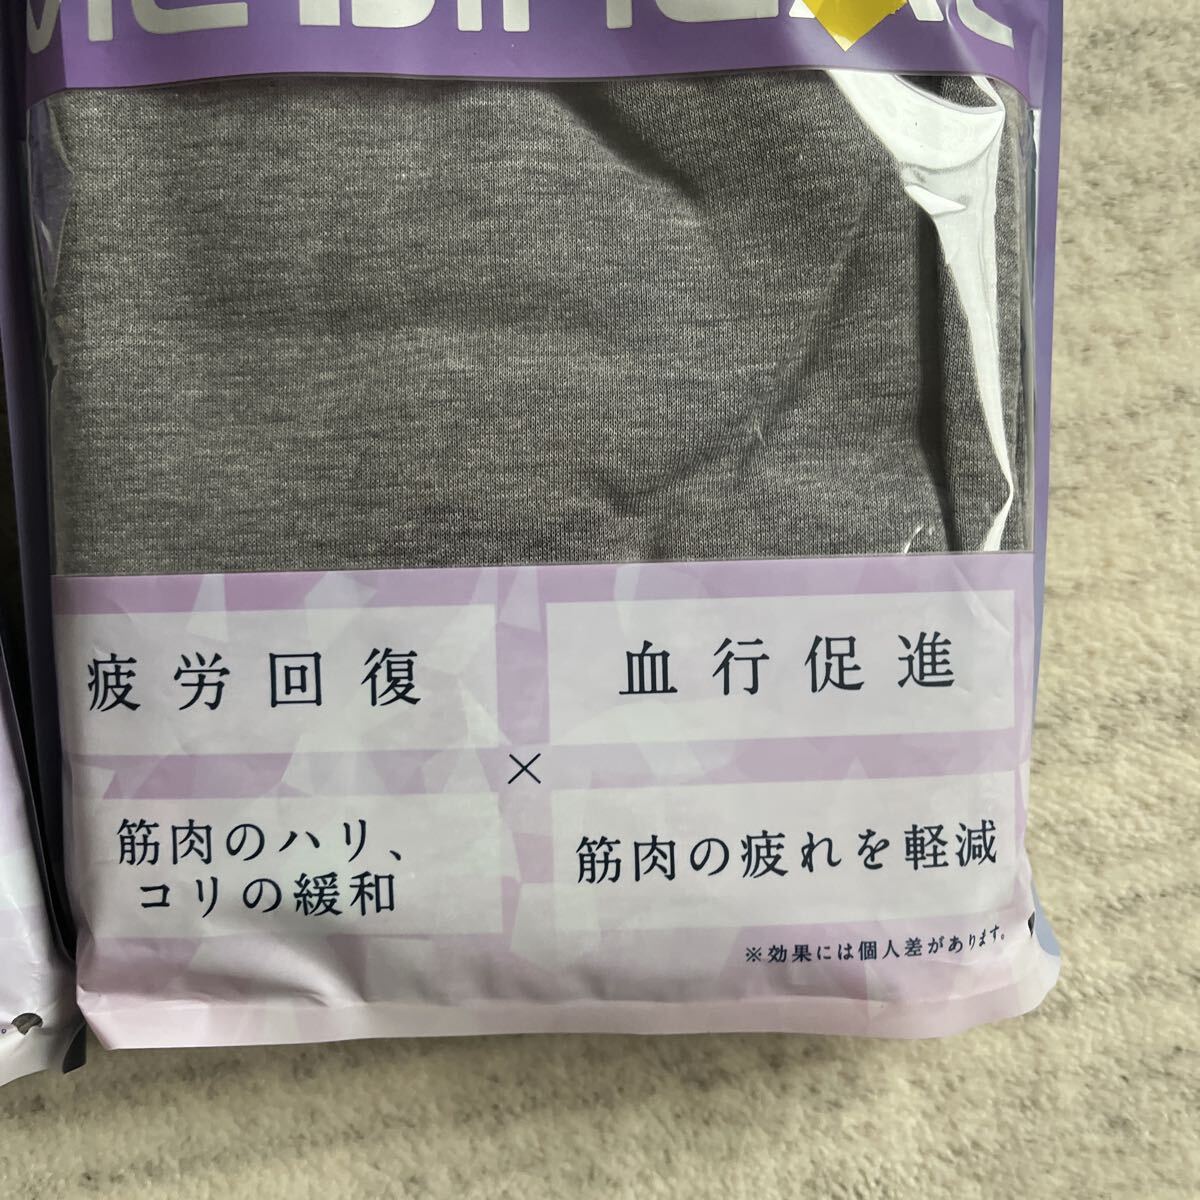 疲労回復
血行促進
×
筋肉のハリ、
コリの緩和
筋肉の疲れを軽減
※効果には個人差があります。